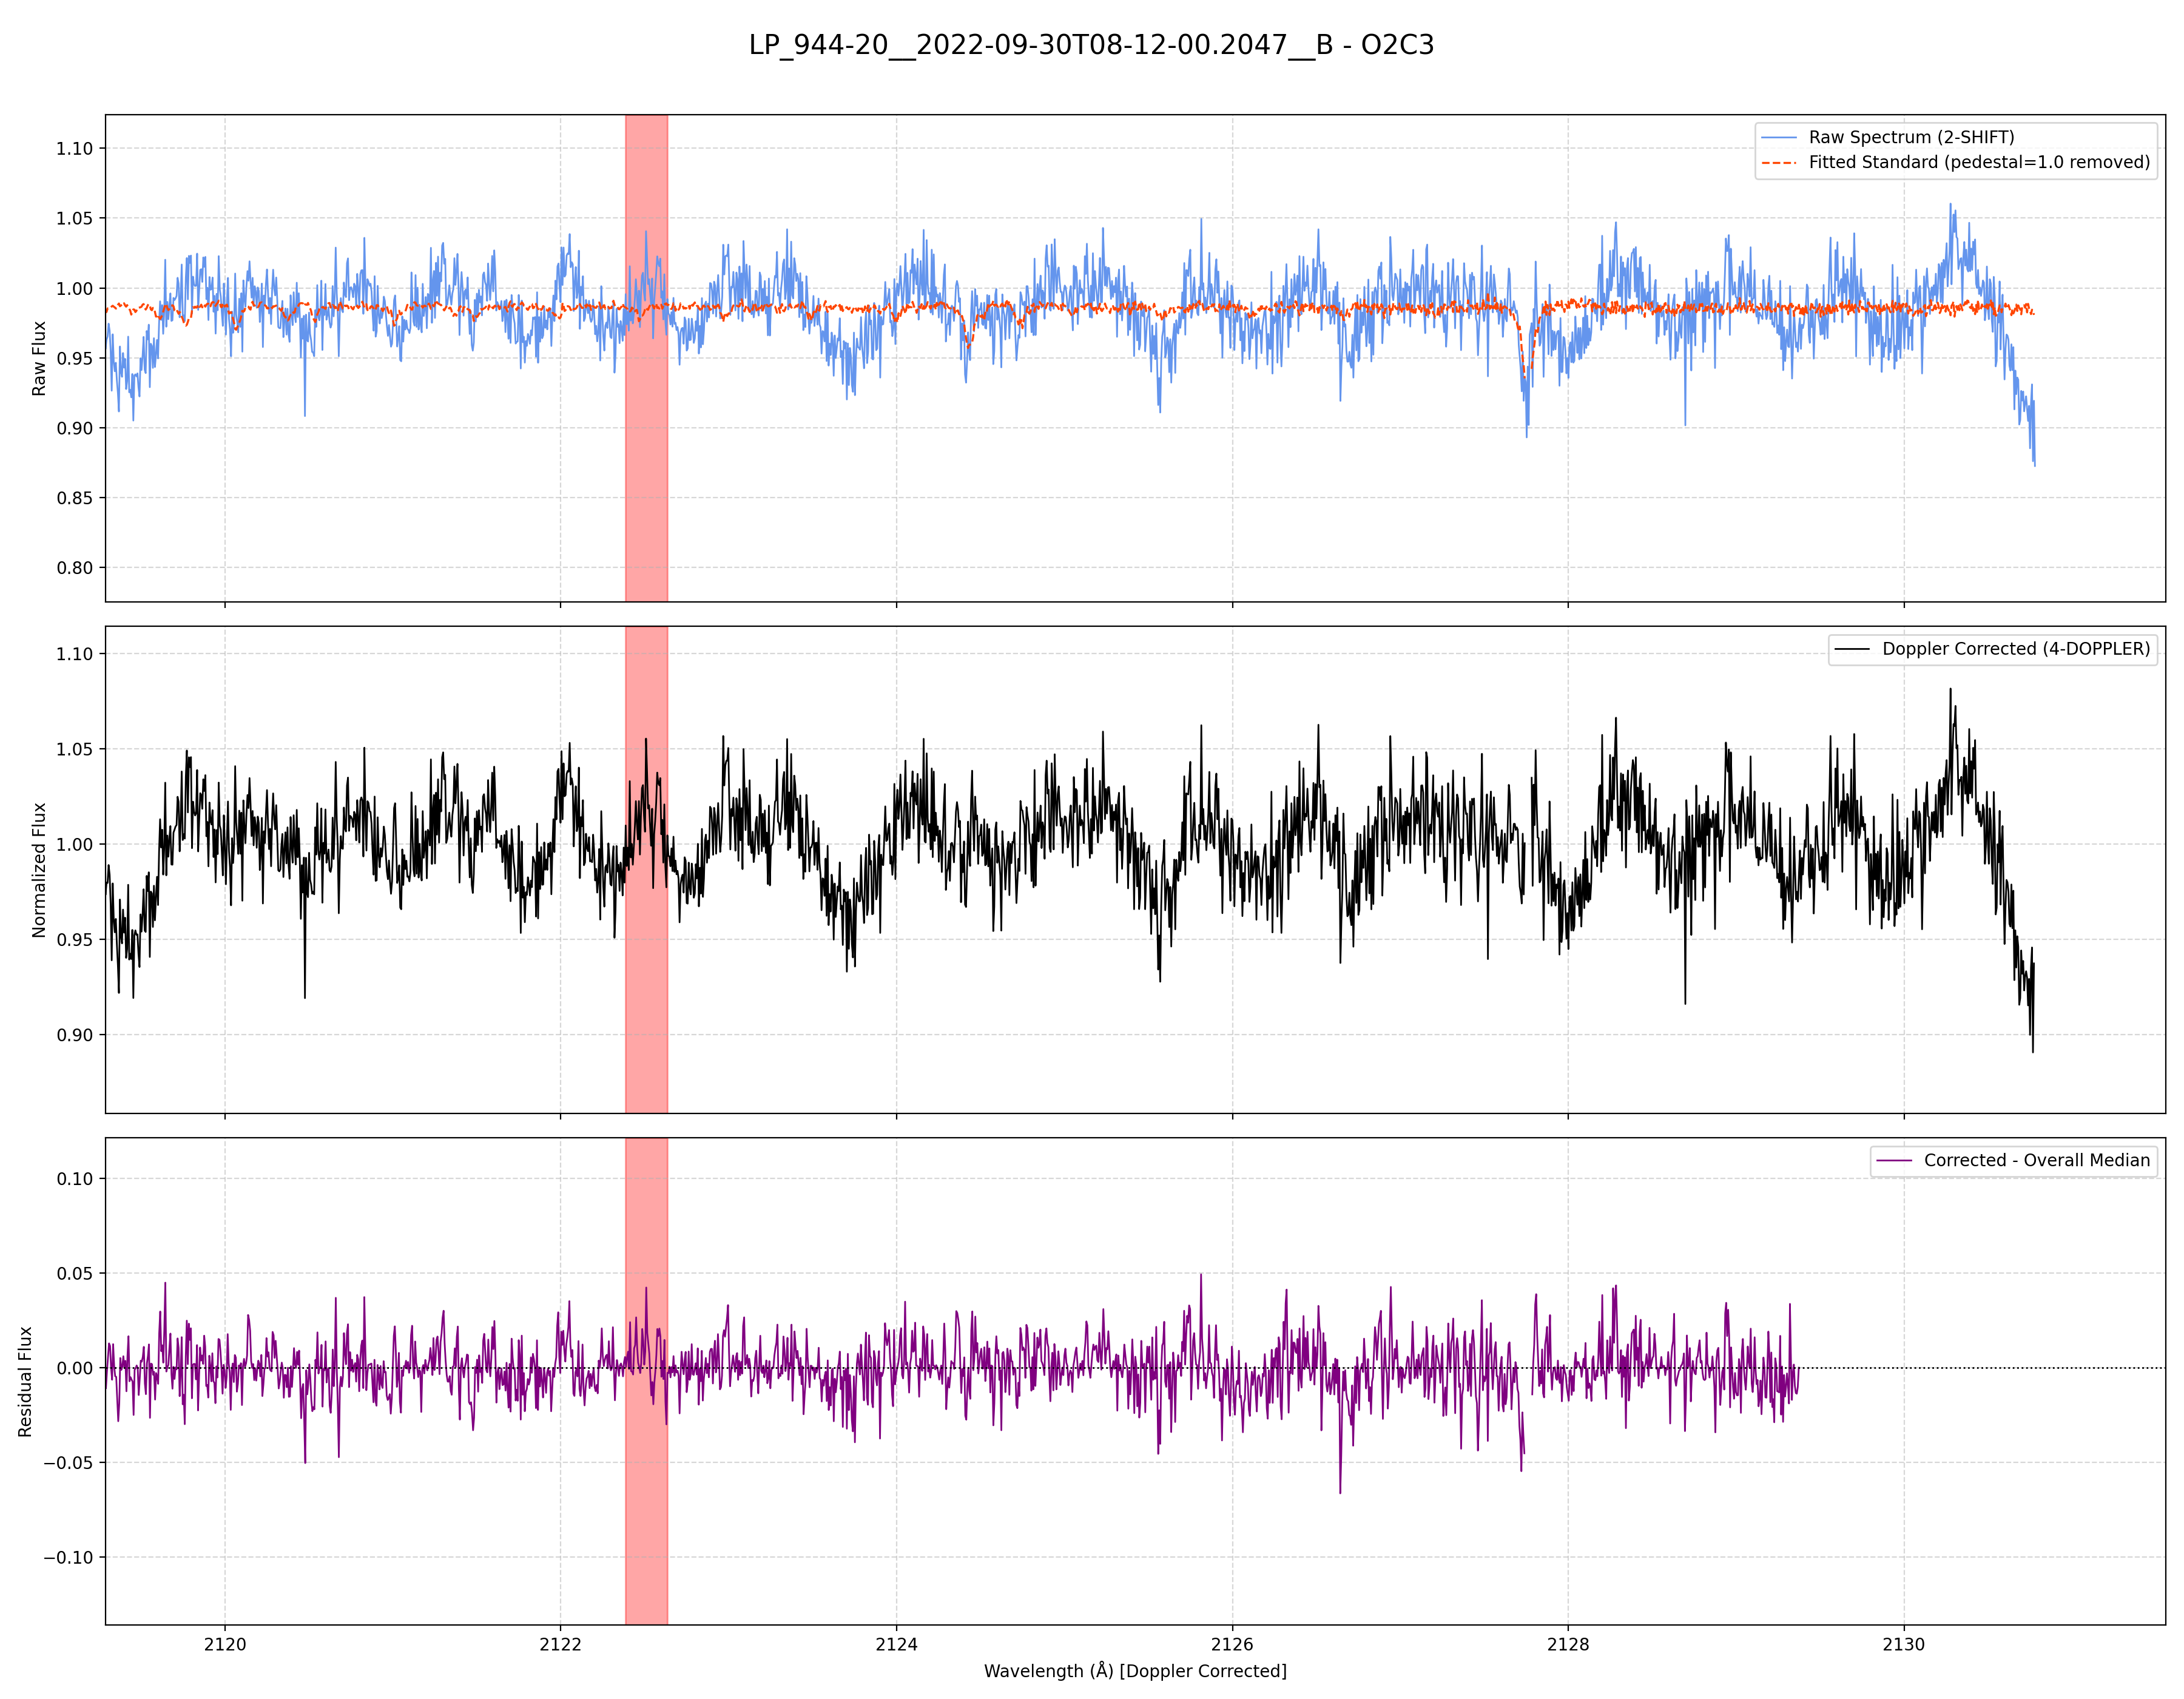 LP_944-20__2022-09-30T08-12-00.2047__B - O2C3
Raw Flux
1.10
1.05
1.00
0.95
0.90
0.85
0.80
Raw Spectrum (2-SHIFT)
Fitted Standard (pedestal=1.0 removed)
Normalized Flux
1.10
1.05
1.00
0.95
0.90
Doppler Corrected (4-DOPPLER)
Residual Flux
0.10
0.05
0.00
−0.05
−0.10
Corrected - Overall Median
2120 2122 2124 2126 2128 2130
Wavelength (Å) [Doppler Corrected]